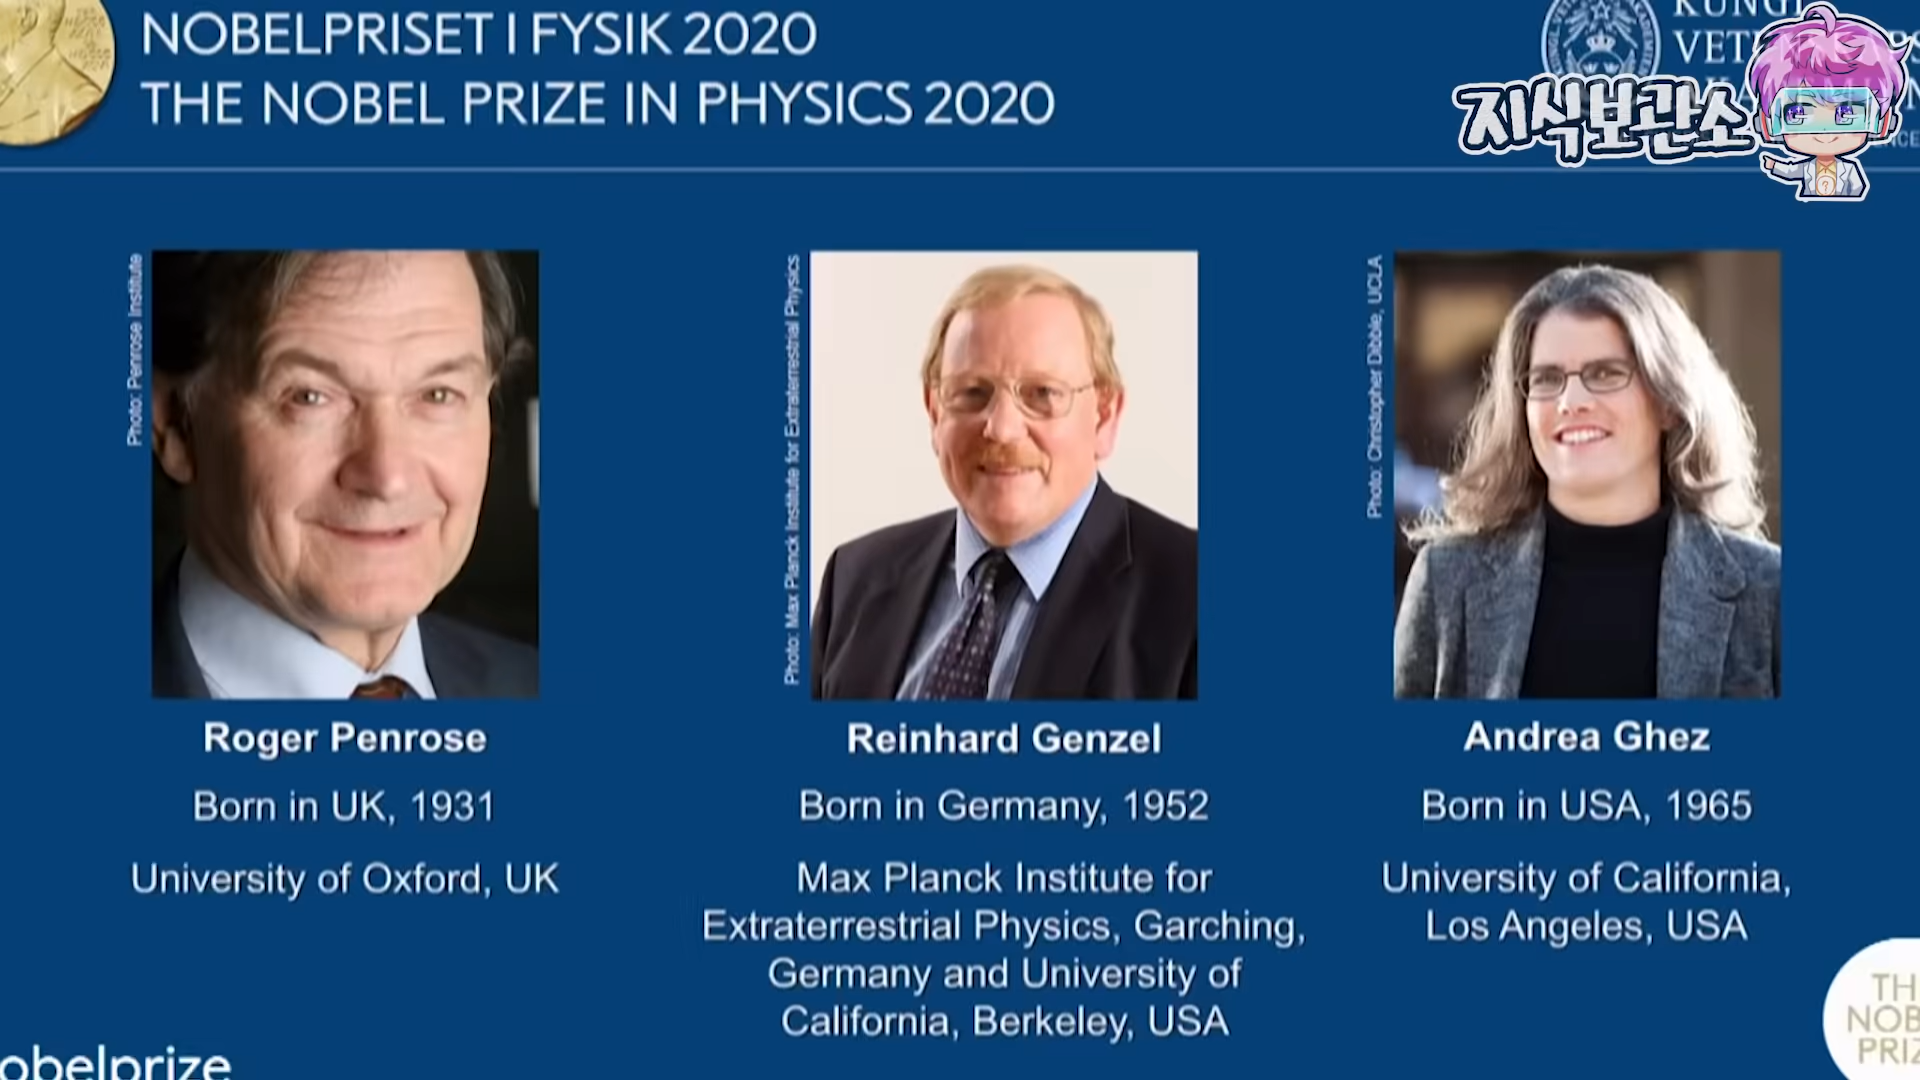 NOBELPRISET I FYSIK 2020
THE NOBEL PRIZE IN PHYSICS 2020
지식보관소
Photo: Penrose Institute
Photo: Max Planck Institute for Extraterrestrial Physics
Photo: Christopher Dibble, UCLA
Roger Penrose
Born in UK, 1931
University of Oxford, UK
Reinhard Genzel
Born in Germany, 1952
Max Planck Institute for
Extraterrestrial Physics, Garching,
Germany and University of
California, Berkeley, USA
Andrea Ghez
Born in USA, 1965
University of California,
Los Angeles, USA
obelprize
TH
NOB
PRIZ